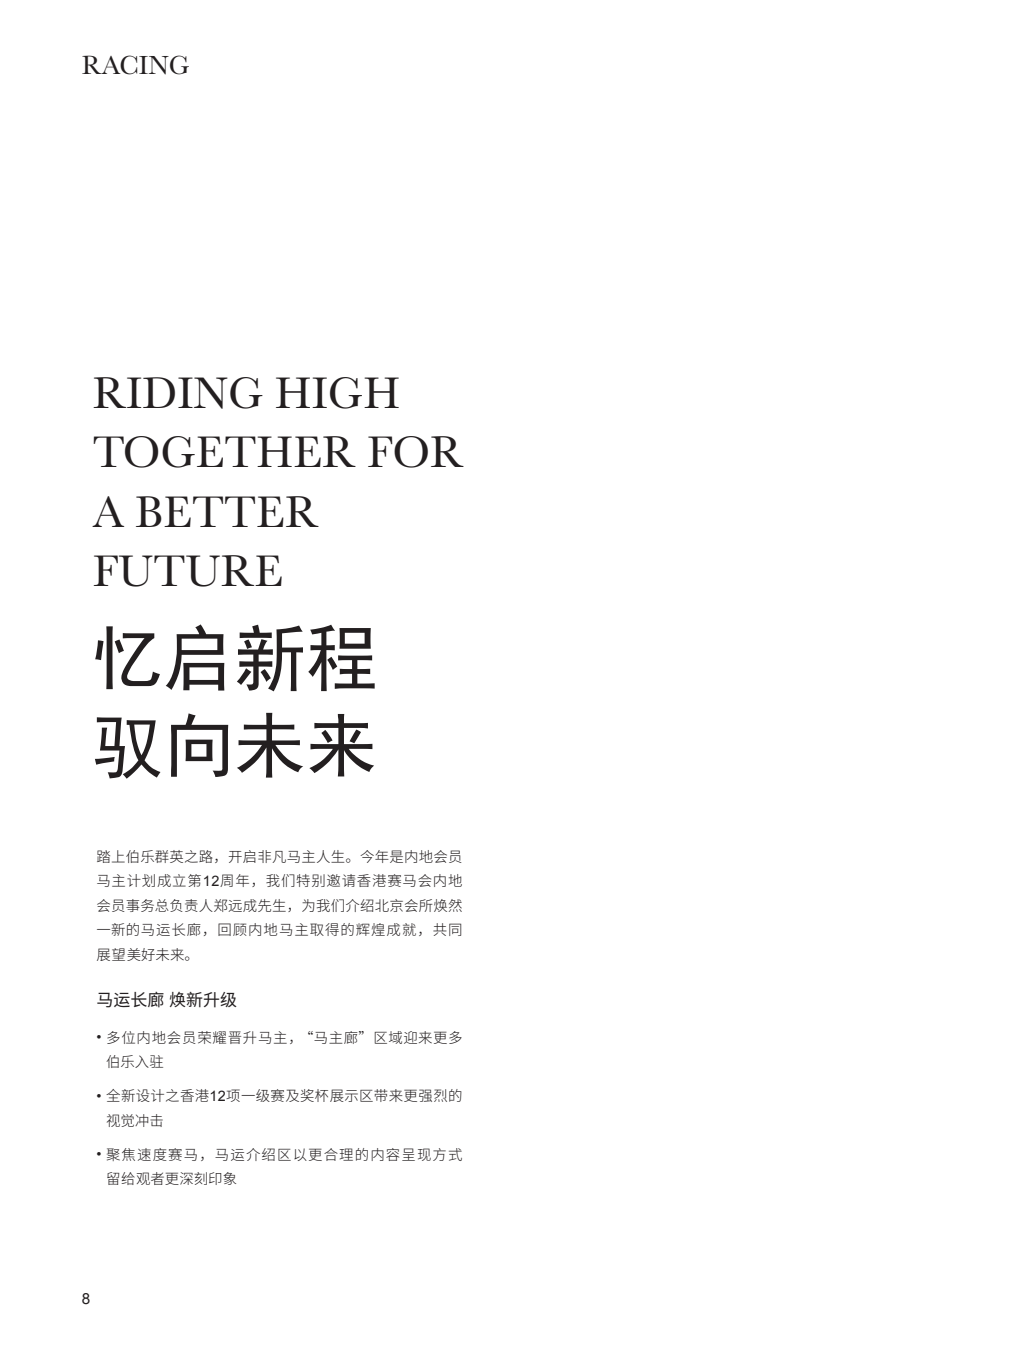 RACING
RIDING HIGH
TOGETHER FOR
A BETTER
FUTURE
忆启新程
驭向未来
踏上伯乐群英之路，开启非凡马主人生。今年是内地会员
马主计划成立第12周年，我们特别邀请香港赛马会内地
会员事务总负责人郑远成先生，为我们介绍北京会所焕然
一新的马运长廊，回顾内地马主取得的辉煌成就，共同
展望美好未来。
马运长廊 焕新升级
• 多位内地会员荣耀晋升马主，“马主廊”区域迎来更多
伯乐入驻
• 全新设计之香港12项一级赛及奖杯展示区带来更强烈的
视觉冲击
• 聚焦速度赛马，马运介绍区以更合理的内容呈现方式
留给观者更深刻印象
8